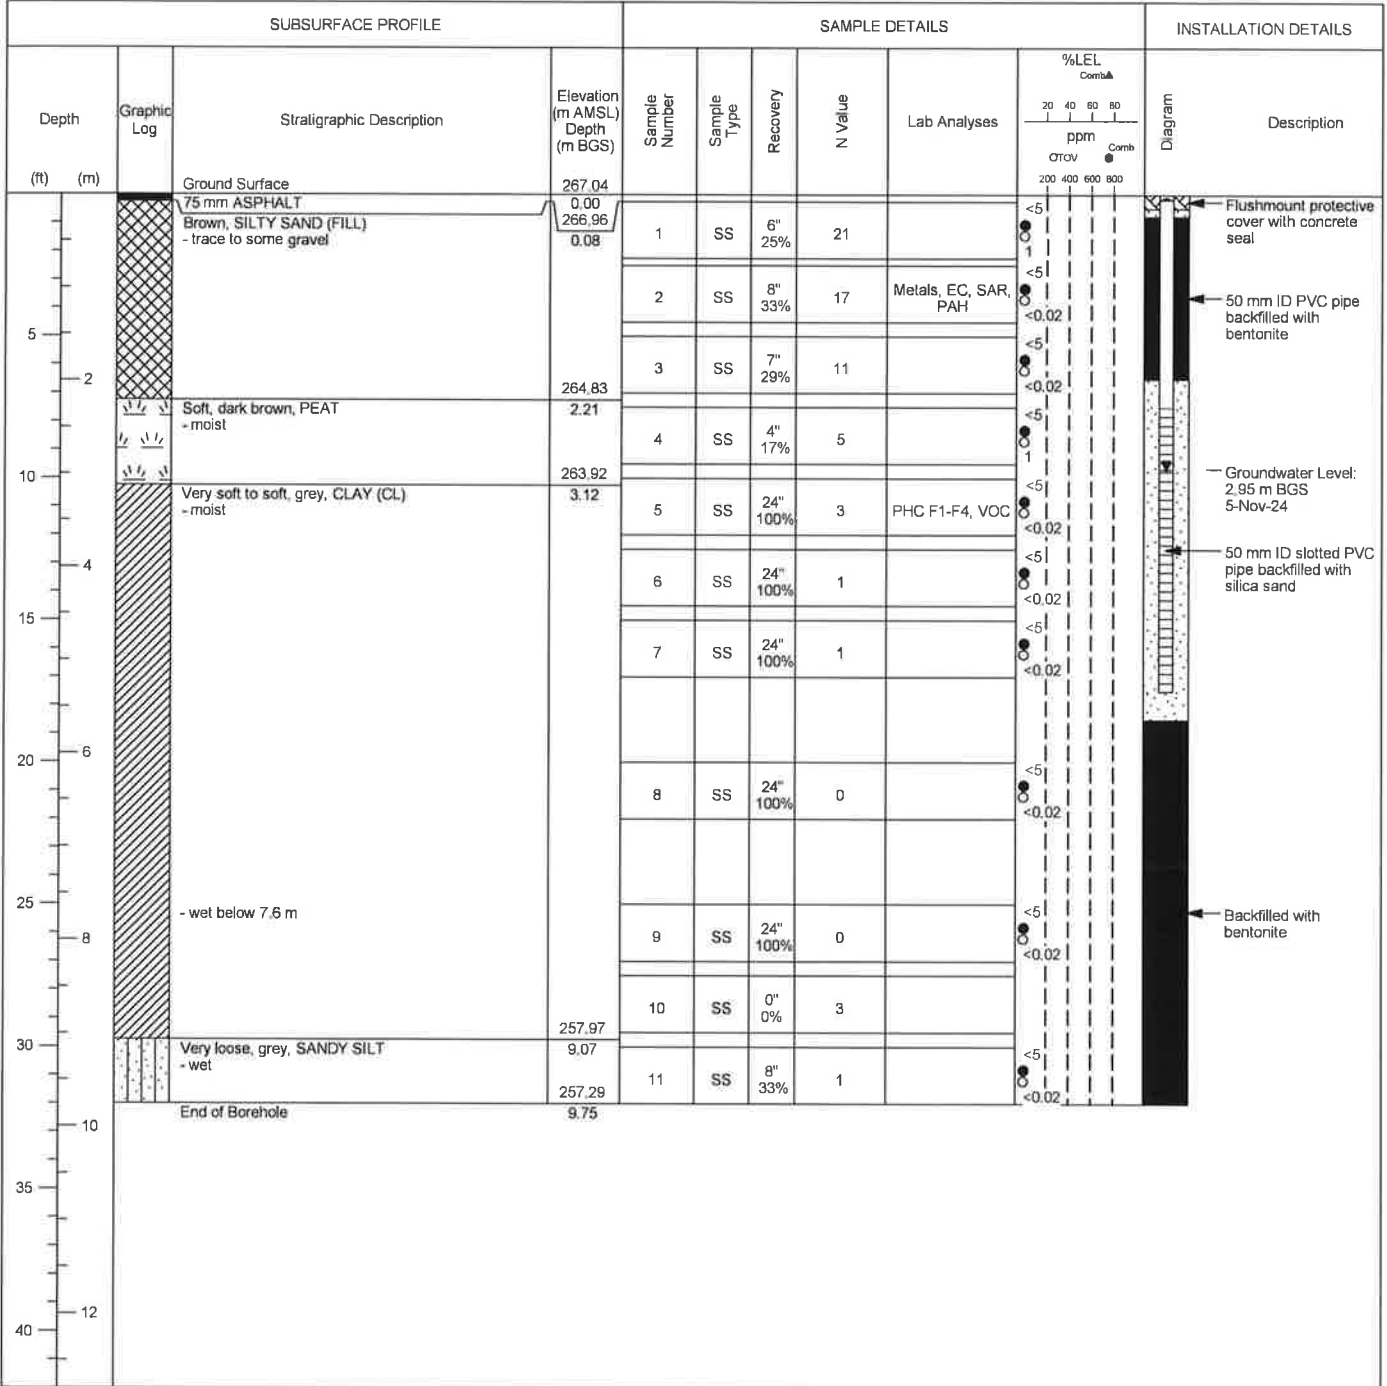 SUBSURFACE PROFILE
SAMPLE DETAILS
INSTALLATION DETAILS
Depth
(ft) (m)
Graphic
Log
Stratigraphic Description
Elevation
(m AMSL)
Depth
(m BGS)
Sample
Number
Sample
Type
Recovery
N Value
Lab Analyses
%LEL
Comb▲
20 40 60 80
ppm
OTOV Comb
200 400 600 800
Diagram
Description
Ground Surface 267.04
75 mm ASPHALT 0.00
266.96
Brown, SILTY SAND (FILL)
- trace to some gravel 0.08
264.83
Soft, dark brown, PEAT 2.21
- moist
263.92
Very soft to soft, grey, CLAY (CL) 3.12
- moist
- wet below 7.6 m
257.97
Very loose, grey, SANDY SILT 9.07
- wet
257.29
End of Borehole 9.75
5
10
15
20
25
30
35
40
2
4
6
8
10
12
1 SS 6" 25% 21 <5 1
2 SS 8" 33% 17 Metals, EC, SAR, PAH <5 <0.02
3 SS 7" 29% 11 <5 <0.02
4 SS 4" 17% 5 <5 1
5 SS 24" 100% 3 PHC F1-F4, VOC <5 <0.02
6 SS 24" 100% 1 <5 <0.02
7 SS 24" 100% 1 <5 <0.02
8 SS 24" 100% 0 <5 <0.02
9 SS 24" 100% 0 <5 <0.02
10 SS 0" 0% 3
11 SS 8" 33% 1 <5 <0.02
Flushmount protective
cover with concrete
seal
50 mm ID PVC pipe
backfilled with
bentonite
Groundwater Level:
2.95 m BGS
5-Nov-24
50 mm ID slotted PVC
pipe backfilled with
silica sand
Backfilled with
bentonite